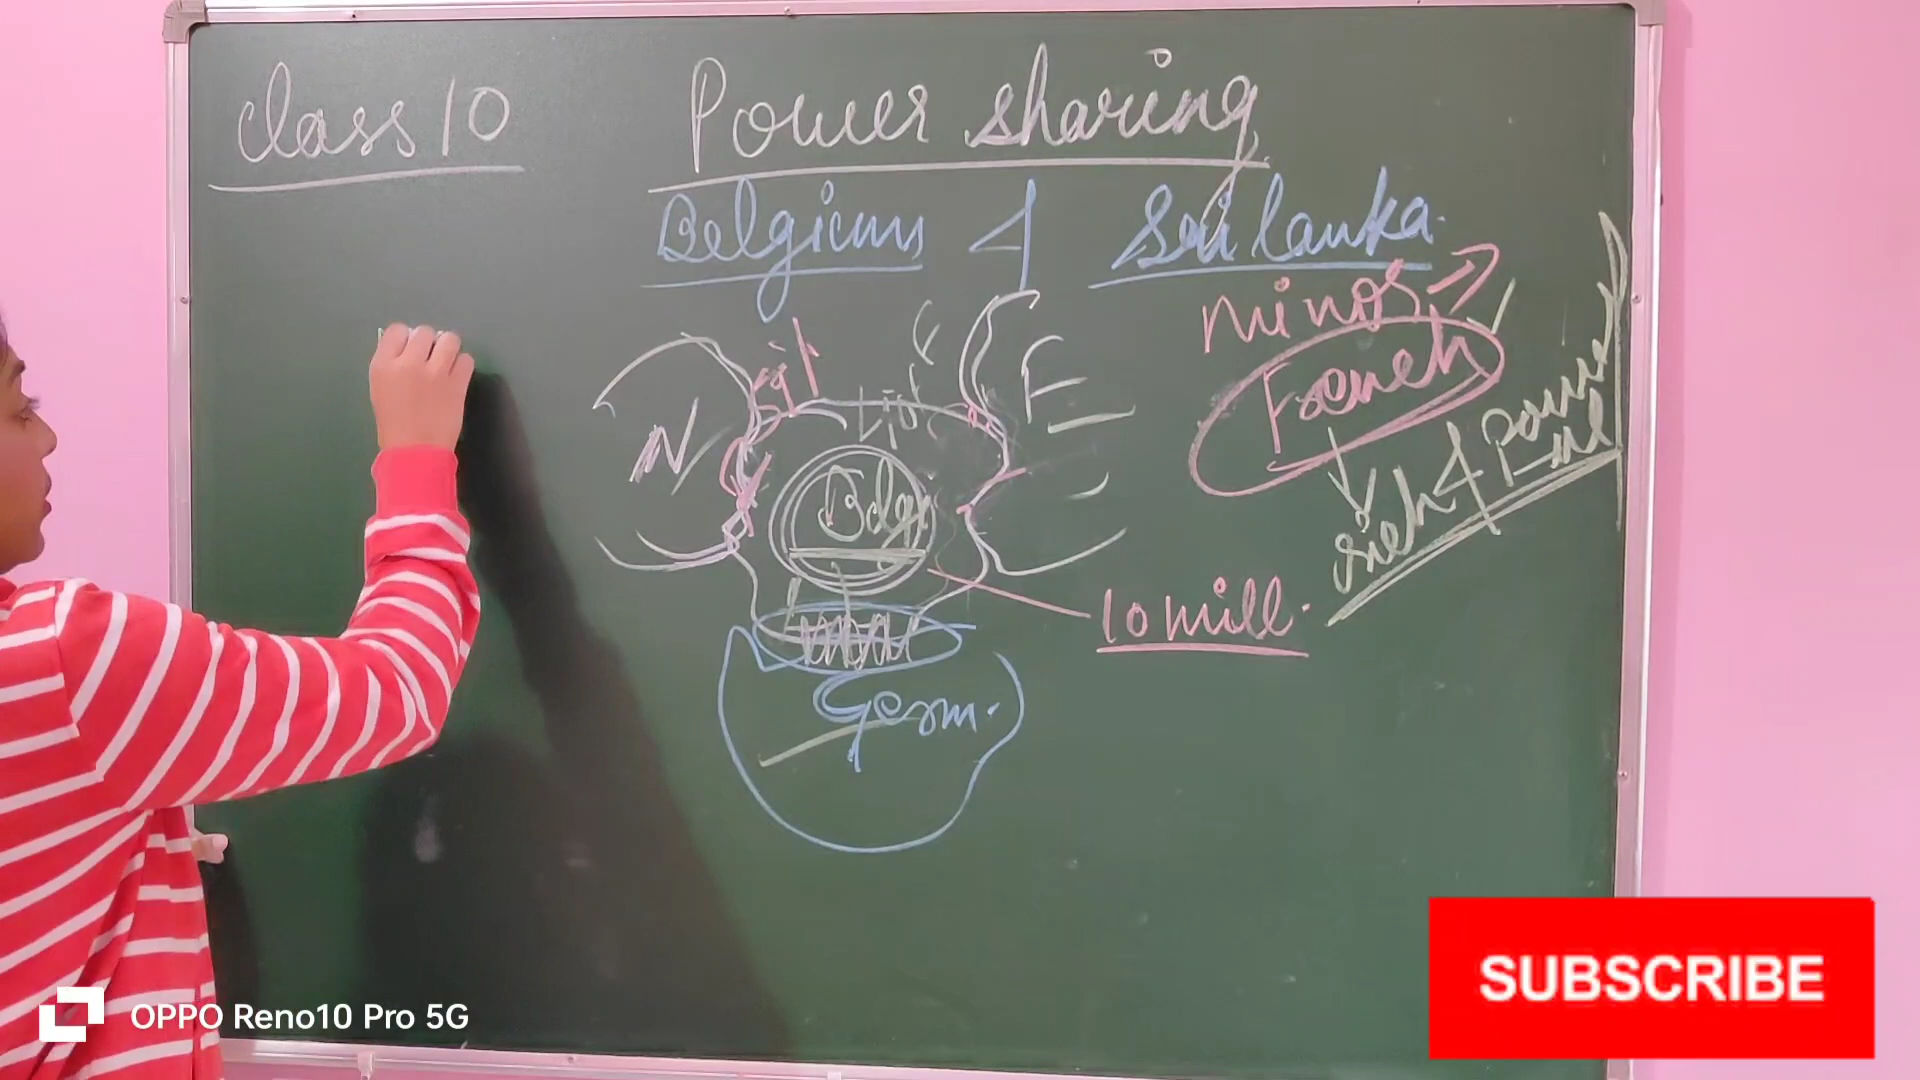 Class 10
Power sharing
Belgium & Sri lanka
minor →
French
rich & powerful
N
F
Belg
10 mill.
Germ.
SUBSCRIBE
OPPO Reno10 Pro 5G